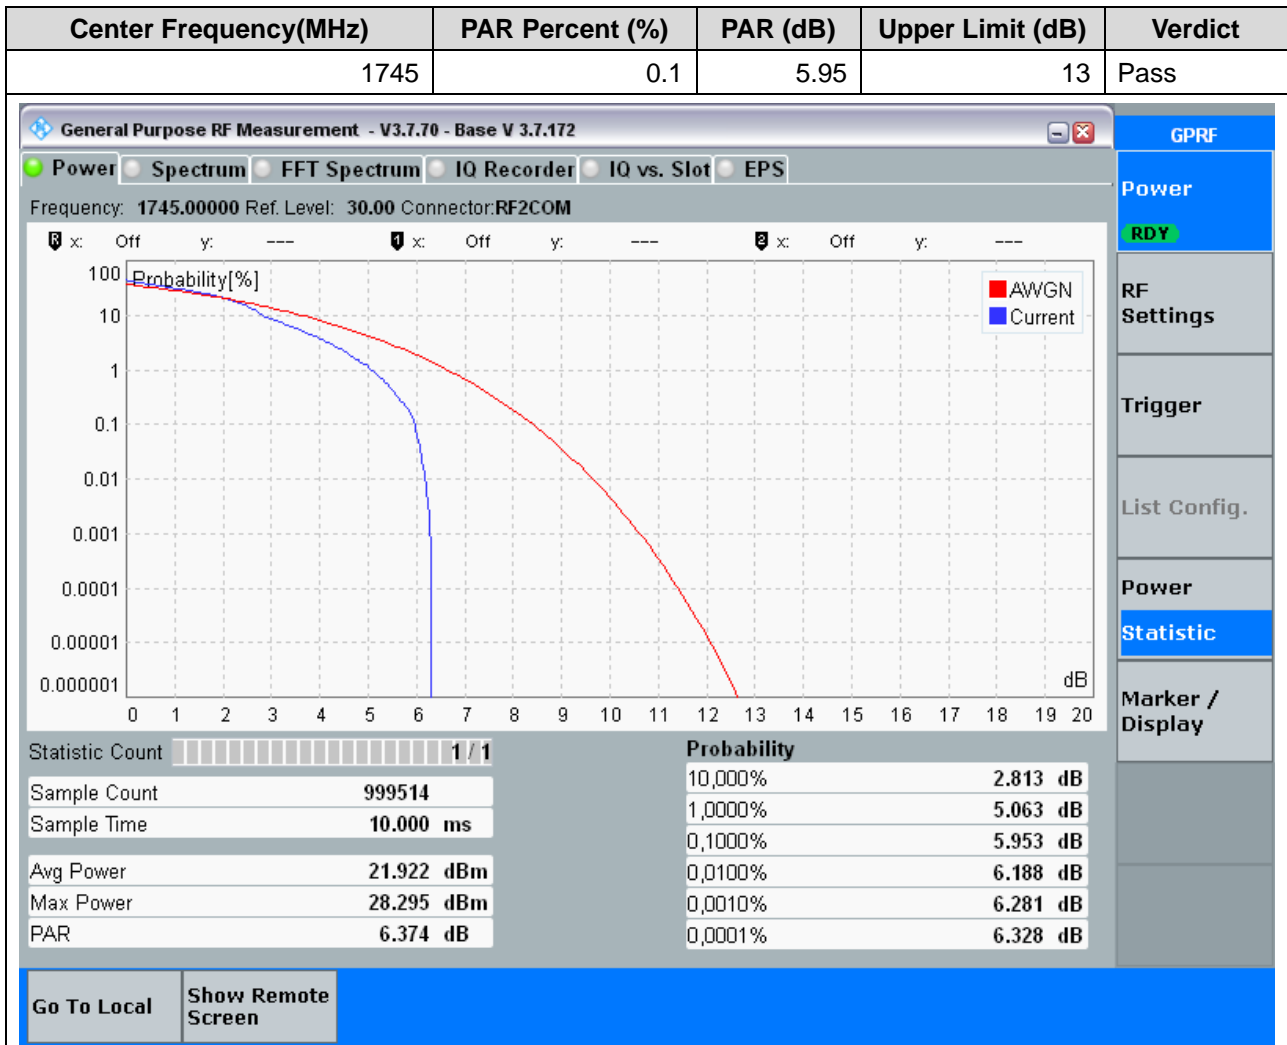 Center Frequency(MHz) PAR Percent (%) PAR (dB) Upper Limit (dB) Verdict
1745 0.1 5.95 13 Pass
General Purpose RF Measurement - V3.7.70 - Base V 3.7.172
GPRF
Power Spectrum FFT Spectrum IQ Recorder IQ vs. Slot EPS
Power
RDY
Frequency: 1745.00000 Ref. Level: 30.00 Connector:RF2COM
R x: Off y: --- 1 x: Off y: --- 2 x: Off y: ---
Probability[%]
AWGN
Current
100
10
1
0.1
0.01
0.001
0.0001
0.00001
0.000001
dB
0 1 2 3 4 5 6 7 8 9 10 11 12 13 14 15 16 17 18 19 20
RF
Settings
Trigger
List Config.
Power
Statistic
Marker /
Display
Statistic Count 1 / 1
Sample Count 999514
Sample Time 10.000 ms
Avg Power 21.922 dBm
Max Power 28.295 dBm
PAR 6.374 dB
Probability
10,000% 2.813 dB
1,0000% 5.063 dB
0,1000% 5.953 dB
0,0100% 6.188 dB
0,0010% 6.281 dB
0,0001% 6.328 dB
Go To Local
Show Remote
Screen